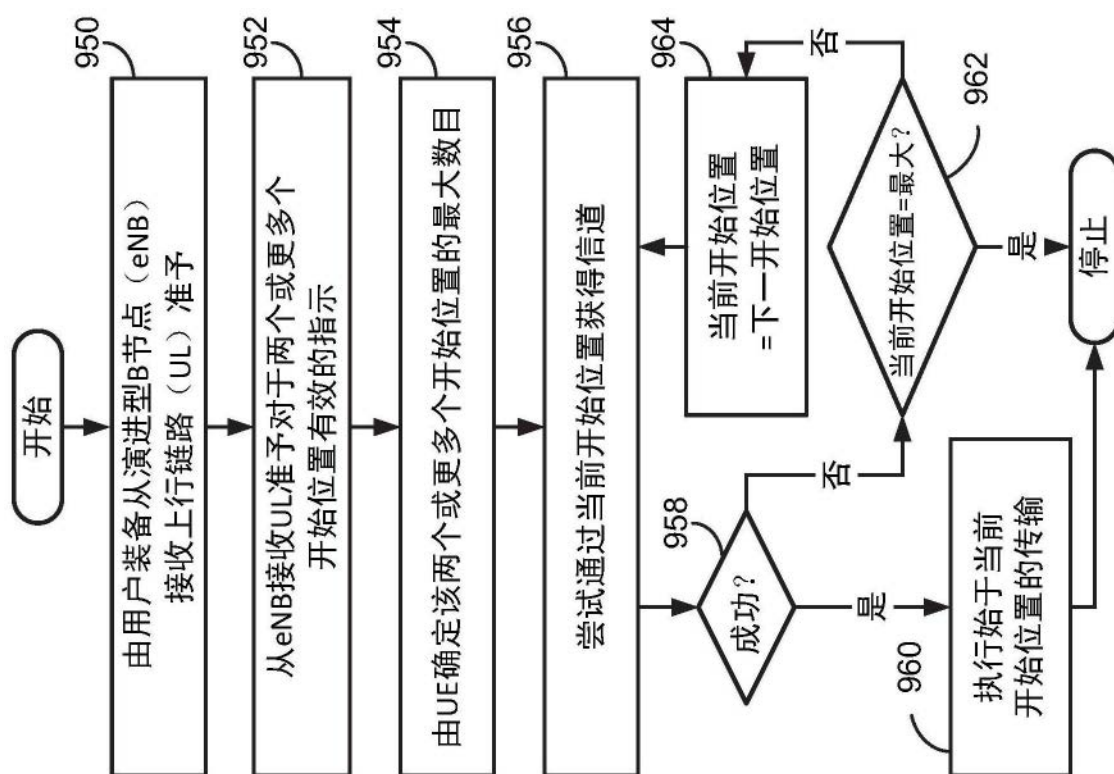 开始
950
由用户装备从演进型B节点（eNB）
接收上行链路（UL）准予
952
从eNB接收UL准予对于两个或更多个
开始位置有效的指示
954
由UE确定该两个或更多个开始位置的最大数目
956
尝试通过当前开始位置获得信道
958
成功？
是
否
960
执行始于当前
开始位置的传输
962
当前开始位置=最大？
否
是
964
当前开始位置
=下一开始位置
停止